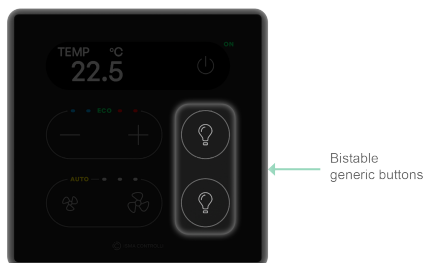 ON
TEMP °C
22.5
ECO
AUTO
Bistable
generic buttons